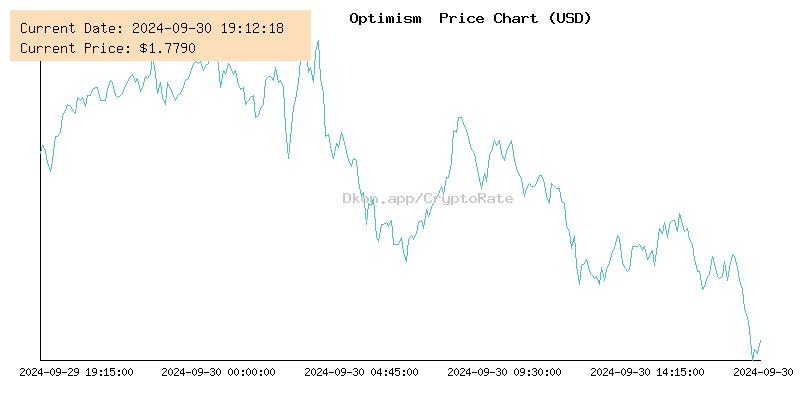 Optimism Price Chart (USD)
Current Date: 2024-09-30 19:12:18
Current Price: $1.7790
Dkon.app/CryptoRate
2024-09-29 19:15:00 2024-09-30 00:00:00 2024-09-30 04:45:00 2024-09-30 09:30:00 2024-09-30 14:15:00 2024-09-30